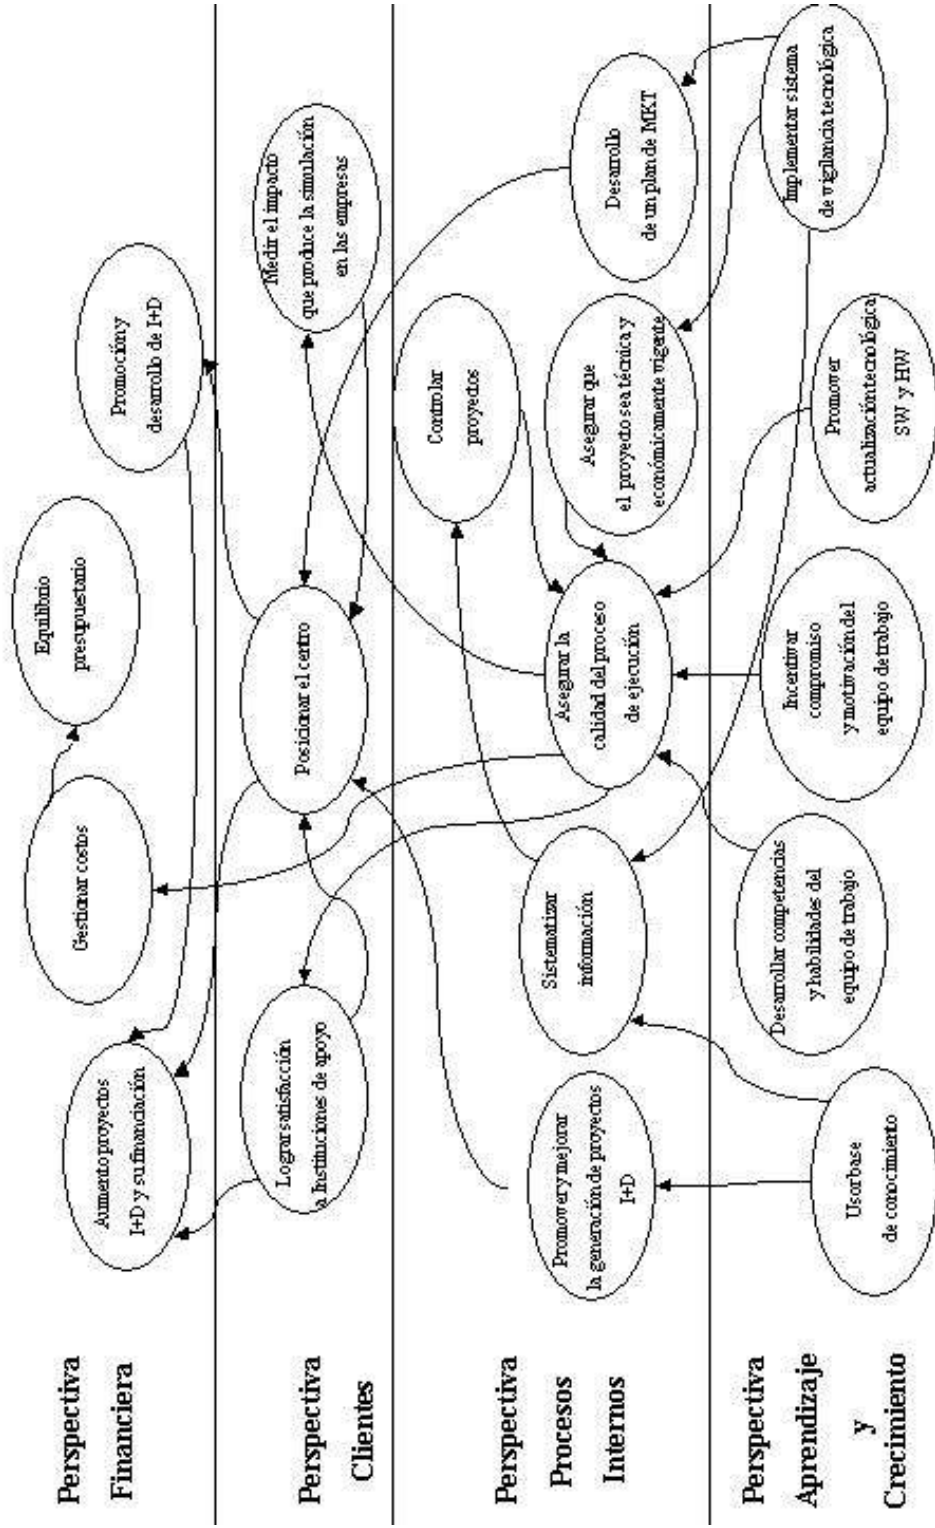 Perspectiva
Financiera
Aumento proyectos
I+D y su financiación
Gestionar costos
Equilibrio
presupuestario
Promoción y
desarrollo de I+D
Perspectiva
Clientes
Lograr satisfacción
a Instituciones de apoyo
Posicionar el cerro
Medir el impacto
que produce la simulación
en las empresas
Perspectiva
Procesos
Internos
Promover y mejorar
la generación de proyectos
I+D
Sistematizar
información
Asegurar la
calidad del proceso
de ejecución
Controlar
proyectos
Asegurar que
el proyecto sea técnica y
económicamente vigente
Desarrollo
de un plan de MKT
Perspectiva
Aprendizaje
y
Crecimiento
Usor base
de conocimiento
Desarrollar competencias
y habilidades del
equipo de trabajo
Incentivar
compromiso
y motivación del
equipo de trabajo
Promover
actualización tecnológica
SW y HW
Implementar sistema
de vigilancia tecnológica